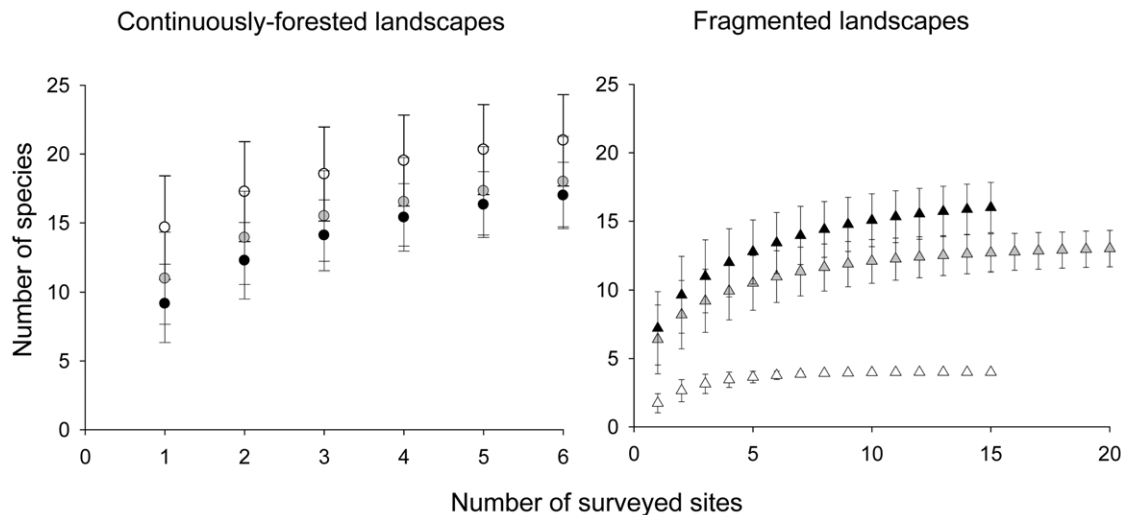 Continuously-forested landscapes
Fragmented landscapes
Number of species
25
20
15
10
5
0
0 1 2 3 4 5 6
25
20
15
10
5
0
0 5 10 15 20
Number of surveyed sites